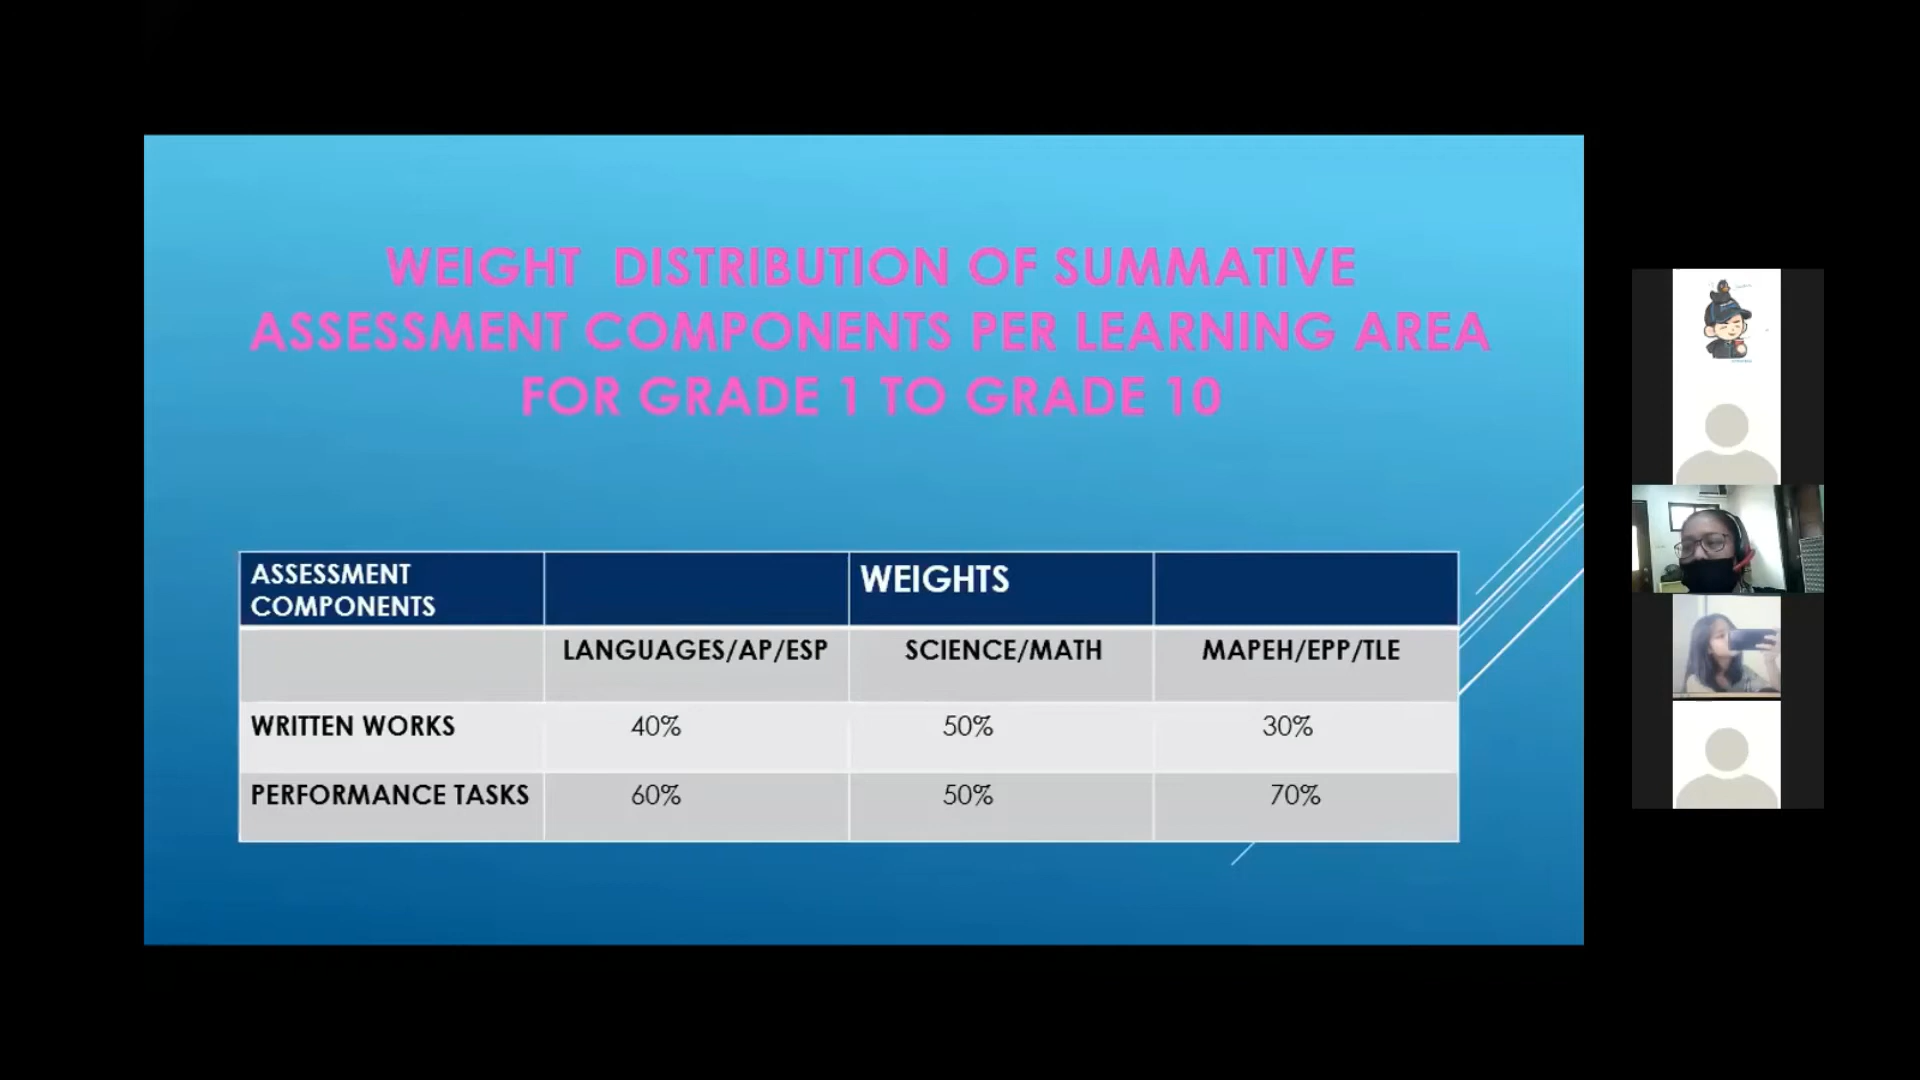 WEIGHT DISTRIBUTION OF SUMMATIVE
ASSESSMENT COMPONENTS PER LEARNING AREA
FOR GRADE 1 TO GRADE 10
ASSESSMENT COMPONENTS WEIGHTS
LANGUAGES/AP/ESP SCIENCE/MATH MAPEH/EPP/TLE
WRITTEN WORKS 40% 50% 30%
PERFORMANCE TASKS 60% 50% 70%